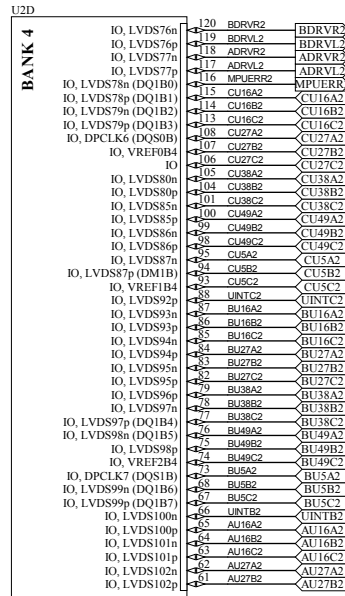 U2D
BANK 4
IO, LVDS76n 120 BDRVR2 BDRVR2
IO, LVDS76p 19 BDRVL2 BDRVL2
IO, LVDS77n 18 ADRVR2 ADRVR2
IO, LVDS77p 17 ADRVL2 ADRVL2
IO, LVDS78n (DQ1B0) 16 MPUERR2 MPUERR
IO, LVDS78p (DQ1B1) 15 CU16A2 CU16A2
IO, LVDS79n (DQ1B2) 14 CU16B2 CU16B2
IO, LVDS79p (DQ1B3) 13 CU16C2 CU16C2
IO, DPCLK6 (DQS0B) 108 CU27A2 CU27A2
IO, VREF0B4 107 CU27B2 CU27B2
IO 106 CU27C2 CU27C2
IO, LVDS80n 105 CU38A2 CU38A2
IO, LVDS80p 104 CU38B2 CU38B2
IO, LVDS85n 101 CU38C2 CU38C2
IO, LVDS85p 100 CU49A2 CU49A2
IO, LVDS86n 99 CU49B2 CU49B2
IO, LVDS86p 98 CU49C2 CU49C2
IO, LVDS87n 95 CU5A2 CU5A2
IO, LVDS87p (DM1B) 94 CU5B2 CU5B2
IO, VREF1B4 93 CU5C2 CU5C2
IO, LVDS92p 88 UINTC2 UINTC2
IO, LVDS93n 87 BU16A2 BU16A2
IO, LVDS93p 86 BU16B2 BU16B2
IO, LVDS94n 85 BU16C2 BU16C2
IO, LVDS94p 84 BU27A2 BU27A2
IO, LVDS95n 83 BU27B2 BU27B2
IO, LVDS95p 82 BU27C2 BU27C2
IO, LVDS96p 79 BU38A2 BU38A2
IO, LVDS97n 78 BU38B2 BU38B2
IO, LVDS97p (DQ1B4) 77 BU38C2 BU38C2
IO, LVDS98n (DQ1B5) 76 BU49A2 BU49A2
IO, LVDS98p 75 BU49B2 BU49B2
IO, VREF2B4 74 BU49C2 BU49C2
IO, DPCLK7 (DQS1B) 73 BU5A2 BU5A2
IO, LVDS99n (DQ1B6) 68 BU5B2 BU5B2
IO, LVDS99p (DQ1B7) 67 BU5C2 BU5C2
IO, LVDS100n 66 UINTB2 UINTB2
IO, LVDS100p 65 AU16A2 AU16A2
IO, LVDS101n 64 AU16B2 AU16B2
IO, LVDS101p 63 AU16C2 AU16C2
IO, LVDS102n 62 AU27A2 AU27A2
IO, LVDS102p 61 AU27B2 AU27B2